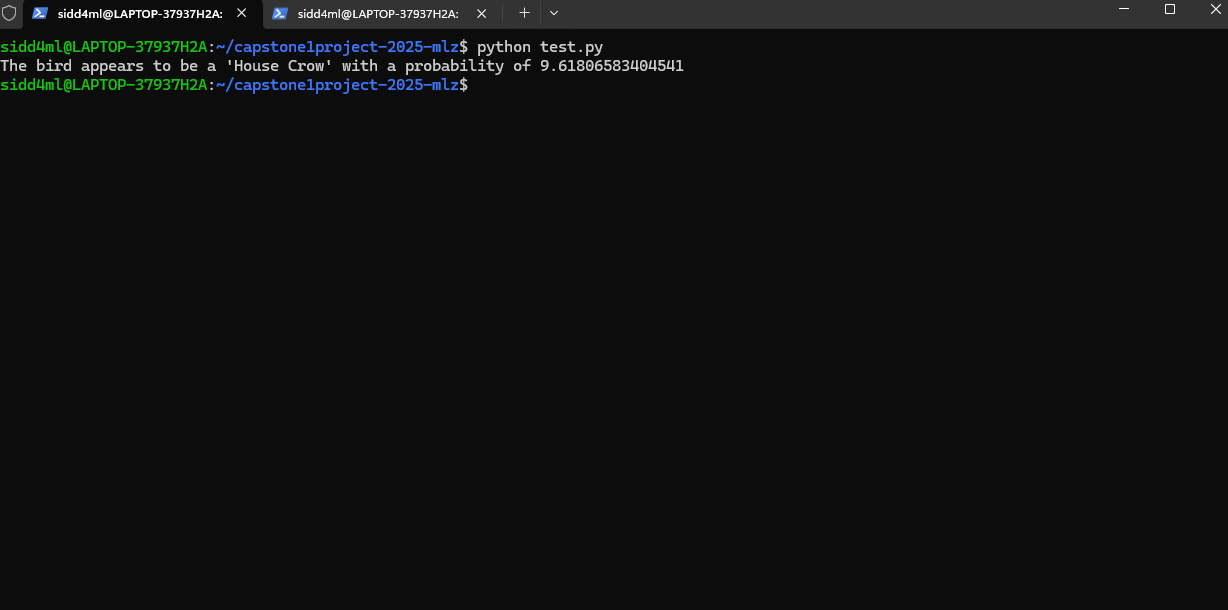 sidd4ml@LAPTOP-37937H2A: sidd4ml@LAPTOP-37937H2A:
sidd4ml@LAPTOP-37937H2A:~/capstone1project-2025-mlz$ python test.py
The bird appears to be a 'House Crow' with a probability of 9.61806583404541
sidd4ml@LAPTOP-37937H2A:~/capstone1project-2025-mlz$